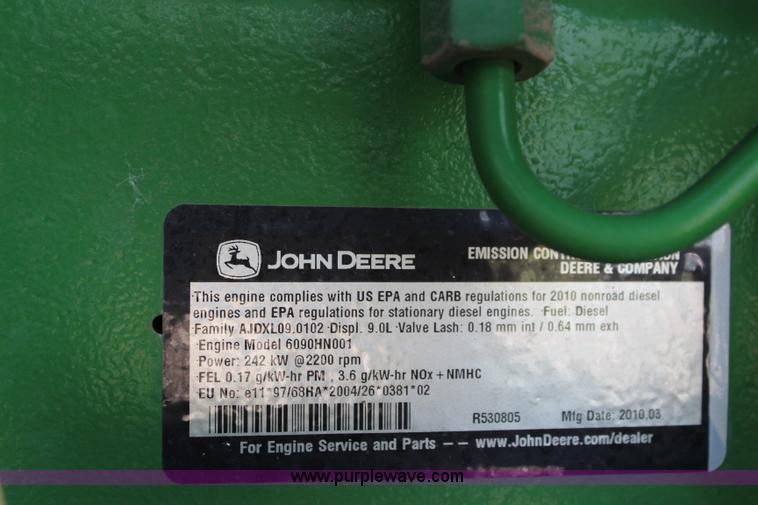 JOHN DEERE
EMISSION
DEERE & COMPANY
This engine complies with US EPA and CARB regulations for 2010 nonroad diesel
engines and EPA regulations for stationary diesel engines. Fuel: Diesel
Family AJDXL09.0102 Displ. 9.0L Valve Lash: 0.18 mm int / 0.64 mm exh
Engine Model 6090HN001
Power: 242 kW @2200 rpm
FEL 0.17 g/kW-hr PM , 3.6 g/kW-hr NOx + NMHC
EU No: e11*97/68HA*2004/26*0381*02
R530805 Mfg Date: 2010.03
For Engine Service and Parts –– www.JohnDeere.com/dealer
www.purplewave.com